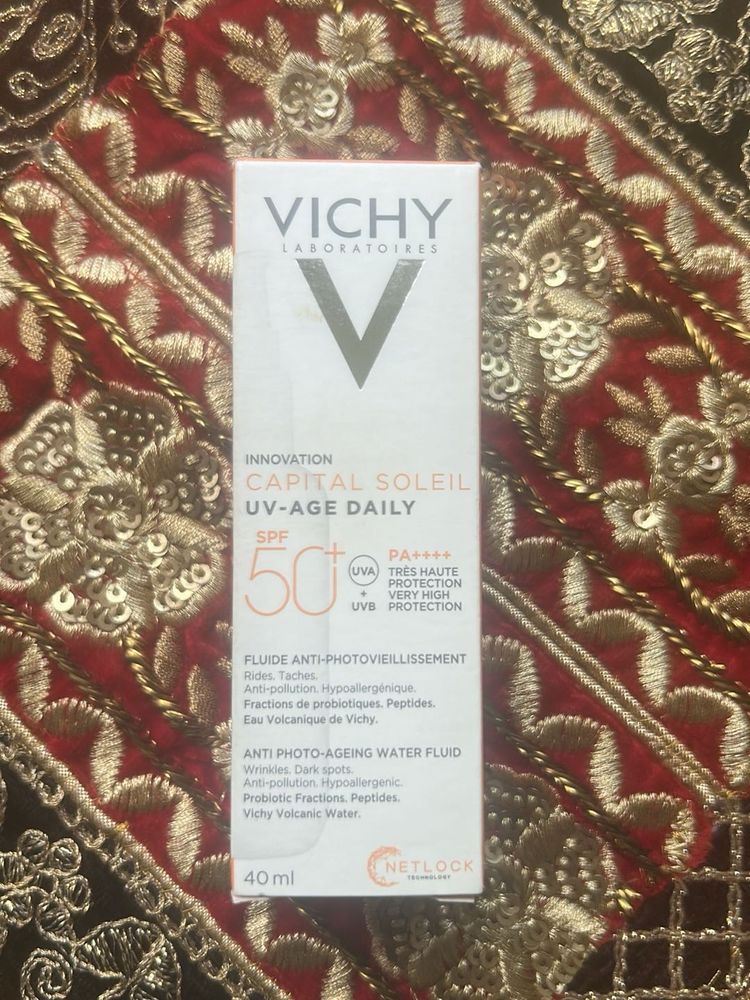 VICHY
LABORATOIRES
V
INNOVATION
CAPITAL SOLEIL
UV-AGE DAILY
SPF
50+
UVA
+
UVB
PA++++
TRÈS HAUTE
PROTECTION
VERY HIGH
PROTECTION
FLUIDE ANTI-PHOTOVIEILLISSEMENT
Rides. Taches.
Anti-pollution. Hypoallergénique.
Fractions de probiotiques. Peptides.
Eau Volcanique de Vichy.
ANTI PHOTO-AGEING WATER FLUID
Wrinkles. Dark spots.
Anti-pollution. Hypoallergenic.
Probiotic Fractions. Peptides.
Vichy Volcanic Water.
40 ml
NETLOCK
TECHNOLOGY